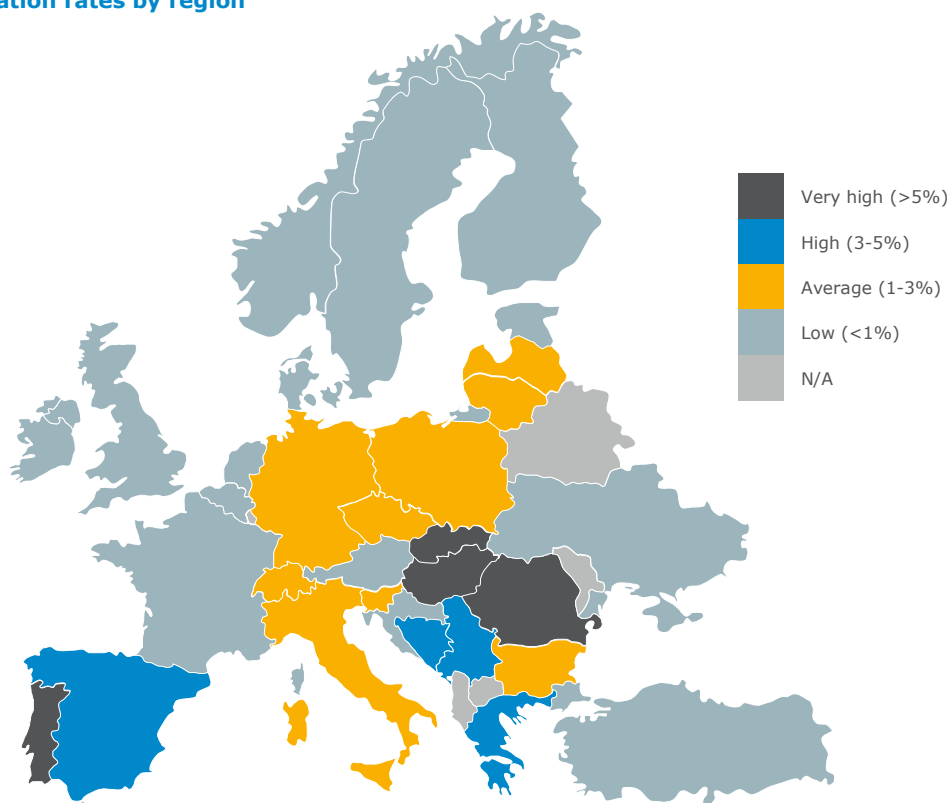 ation rates by region
Very high (>5%)
High (3-5%)
Average (1-3%)
Low (<1%)
N/A